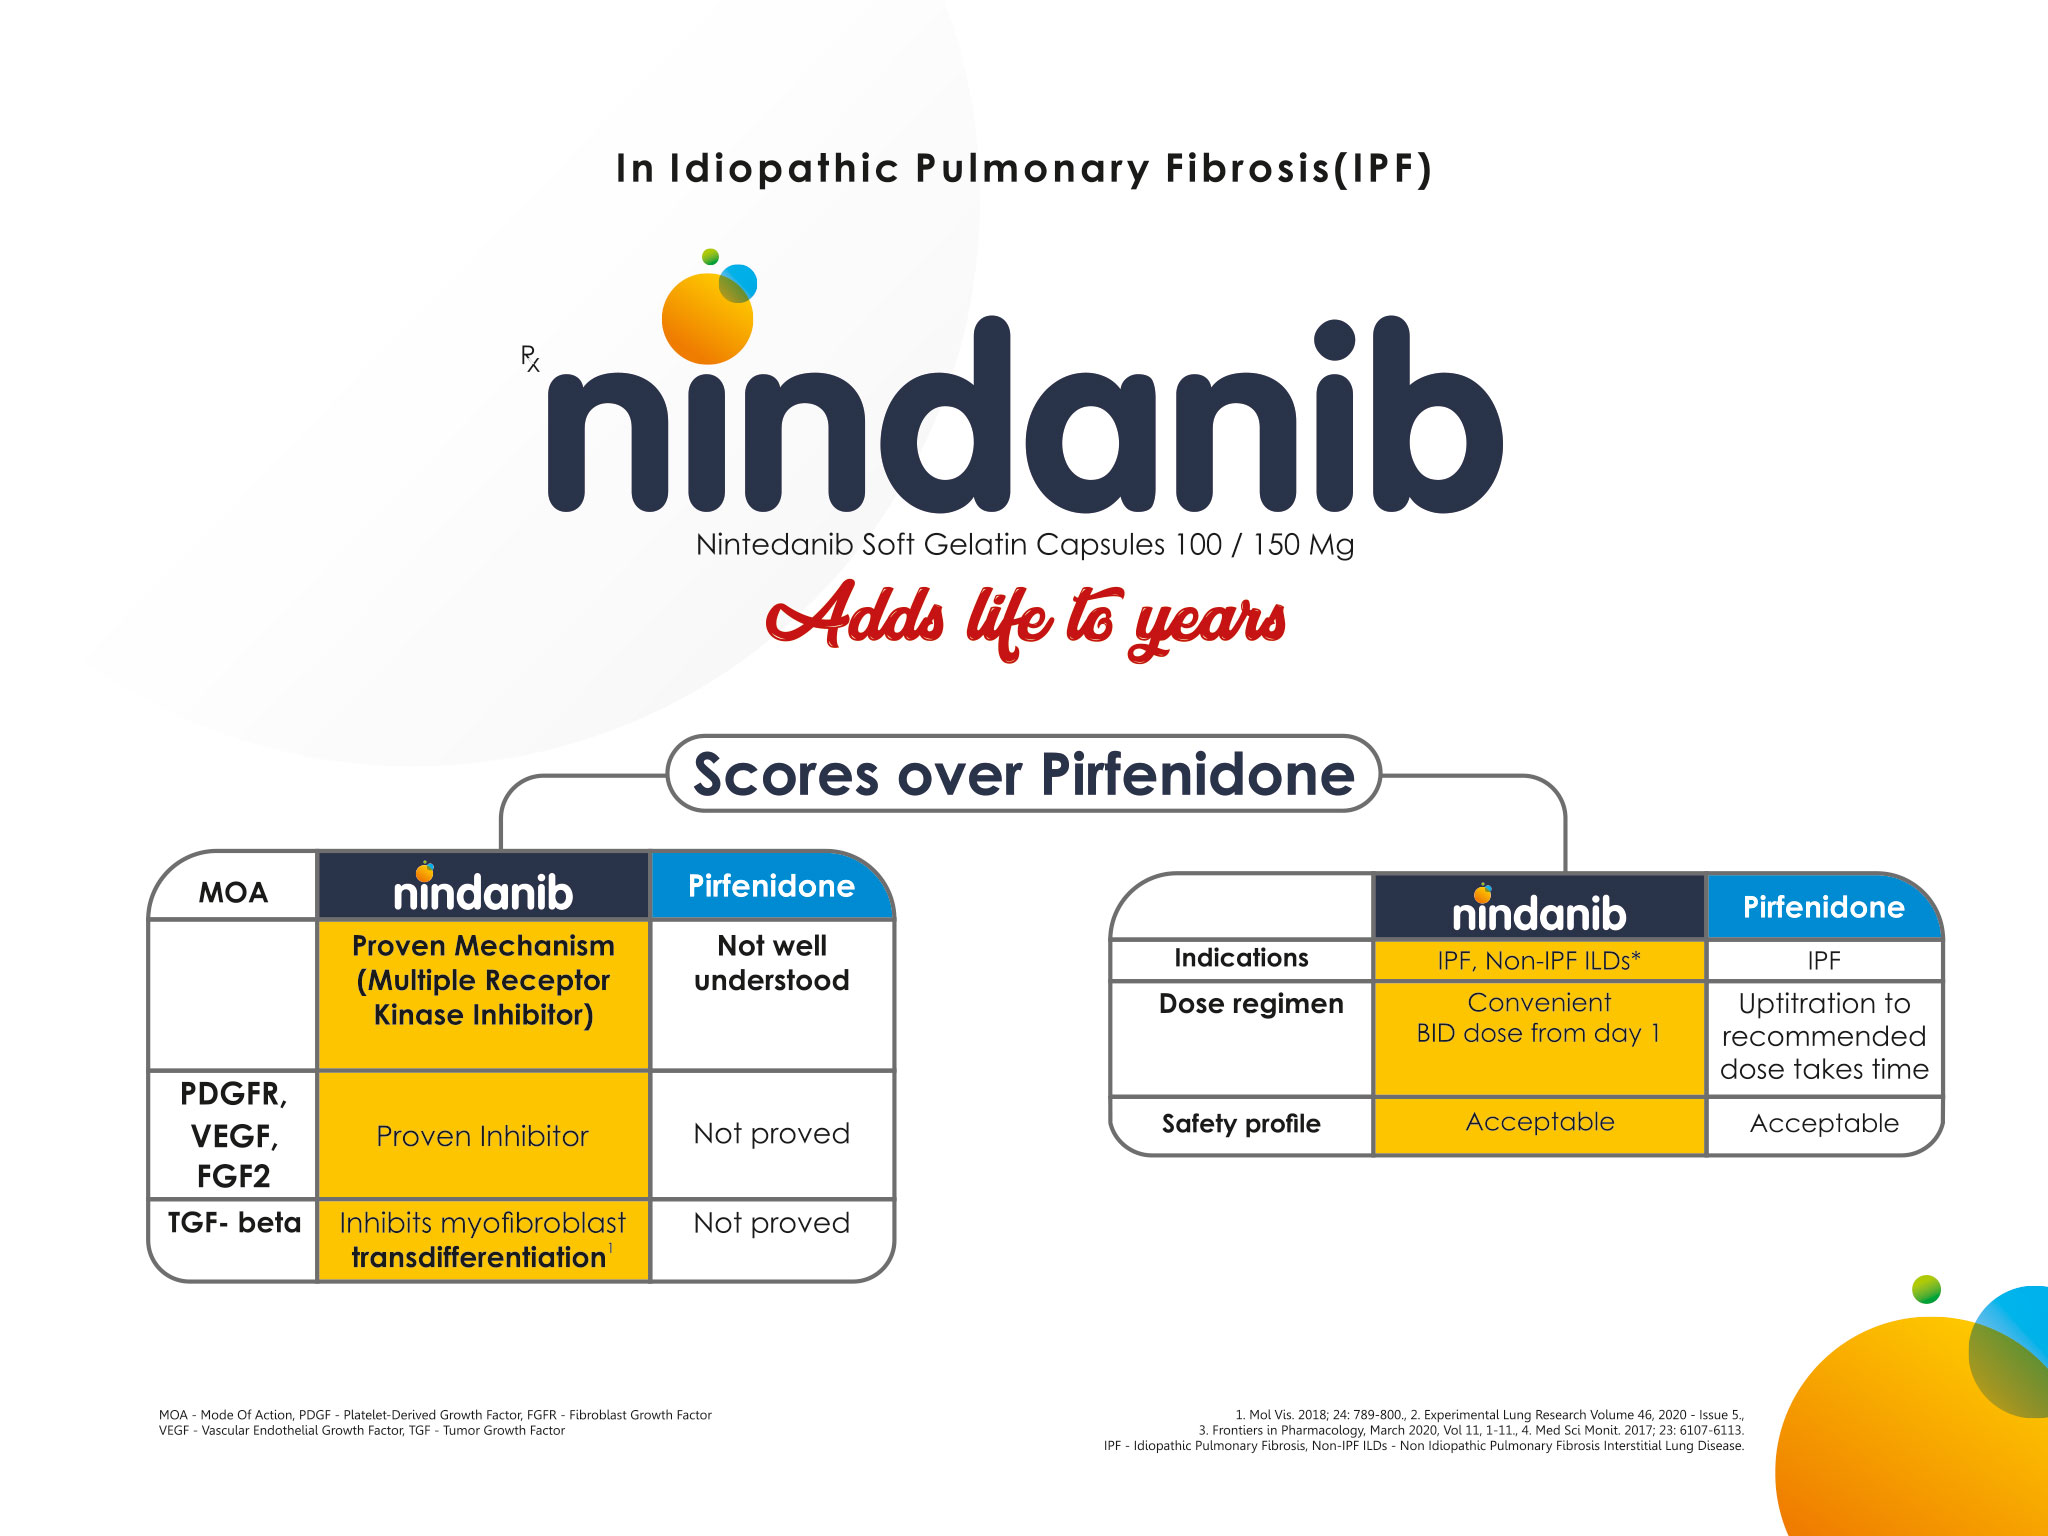 In Idiopathic Pulmonary Fibrosis(IPF)
℞ nindanib
Nintedanib Soft Gelatin Capsules 100 / 150 Mg
Adds life to years
Scores over Pirfenidone
MOA nindanib Pirfenidone
Proven Mechanism
(Multiple Receptor
Kinase Inhibitor)
Not well
understood
PDGFR,
VEGF,
FGF2
Proven Inhibitor
Not proved
TGF- beta
Inhibits myofibroblast
transdifferentiation1
Not proved
nindanib Pirfenidone
Indications IPF, Non-IPF ILDs* IPF
Dose regimen
Convenient
BID dose from day 1
Uptitration to
recommended
dose takes time
Safety profile Acceptable Acceptable
MOA - Mode Of Action, PDGF - Platelet-Derived Growth Factor, FGFR - Fibroblast Growth Factor
VEGF - Vascular Endothelial Growth Factor, TGF - Tumor Growth Factor
1. Mol Vis. 2018; 24: 789-800., 2. Experimental Lung Research Volume 46, 2020 - Issue 5.,
3. Frontiers in Pharmacology, March 2020, Vol 11, 1-11., 4. Med Sci Monit. 2017; 23: 6107-6113.
IPF - Idiopathic Pulmonary Fibrosis, Non-IPF ILDs - Non Idiopathic Pulmonary Fibrosis Interstitial Lung Disease.